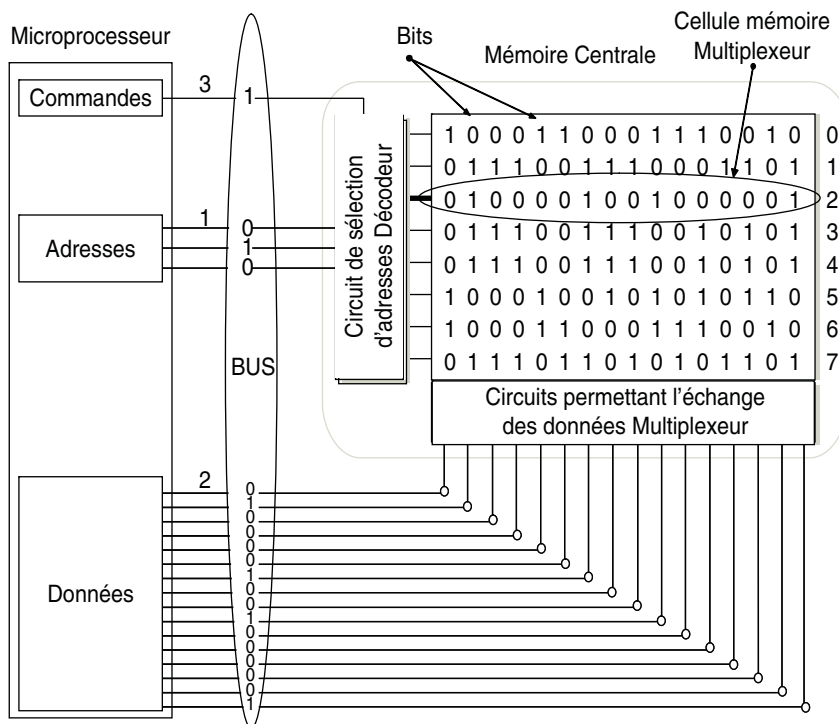 Microprocesseur
Bits
Mémoire Centrale
Cellule mémoire
Multiplexeur
Commandes
3
1
Adresses
1
0
1
0
BUS
Circuit de sélection
d'adresses Décodeur
1 0 0 0 1 1 0 0 0 1 1 1 0 0 1 0 0
0 1 1 1 0 0 1 1 1 0 0 0 1 1 0 1 1
0 1 0 0 0 0 1 0 0 1 0 0 0 0 0 1 2
0 1 1 1 0 0 1 1 1 0 0 1 0 1 0 1 3
0 1 1 1 0 0 1 1 1 0 0 1 0 1 0 1 4
1 0 0 0 1 0 0 1 0 1 0 1 0 1 1 0 5
1 0 0 0 1 1 0 0 0 1 1 1 0 0 1 0 6
0 1 1 1 0 1 1 0 1 0 1 0 1 1 0 1 7
Circuits permettant l'échange
des données Multiplexeur
Données
2
0
1
0
0
0
0
1
0
0
1
0
0
0
0
0
1